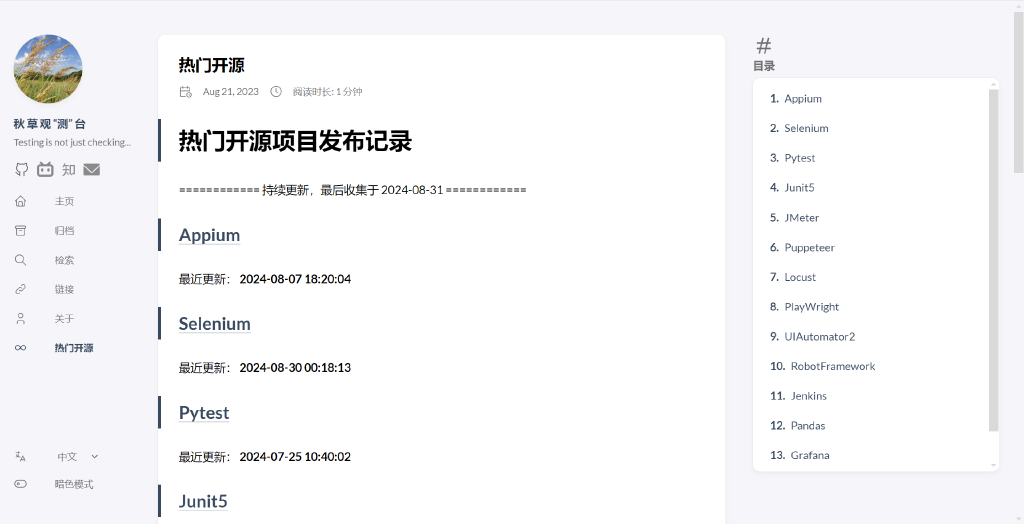 秋草观“测”台
Testing is not just checking...
知
主页
归档
检索
链接
关于
热门开源
中文
暗色模式
热门开源
Aug 21, 2023 阅读时长: 1 分钟
热门开源项目发布记录
============ 持续更新，最后收集于 2024-08-31 ============
Appium
最近更新： 2024-08-07 18:20:04
Selenium
最近更新： 2024-08-30 00:18:13
Pytest
最近更新： 2024-07-25 10:40:02
Junit5
目录
1. Appium
2. Selenium
3. Pytest
4. Junit5
5. JMeter
6. Puppeteer
7. Locust
8. PlayWright
9. UIAutomator2
10. RobotFramework
11. Jenkins
12. Pandas
13. Grafana